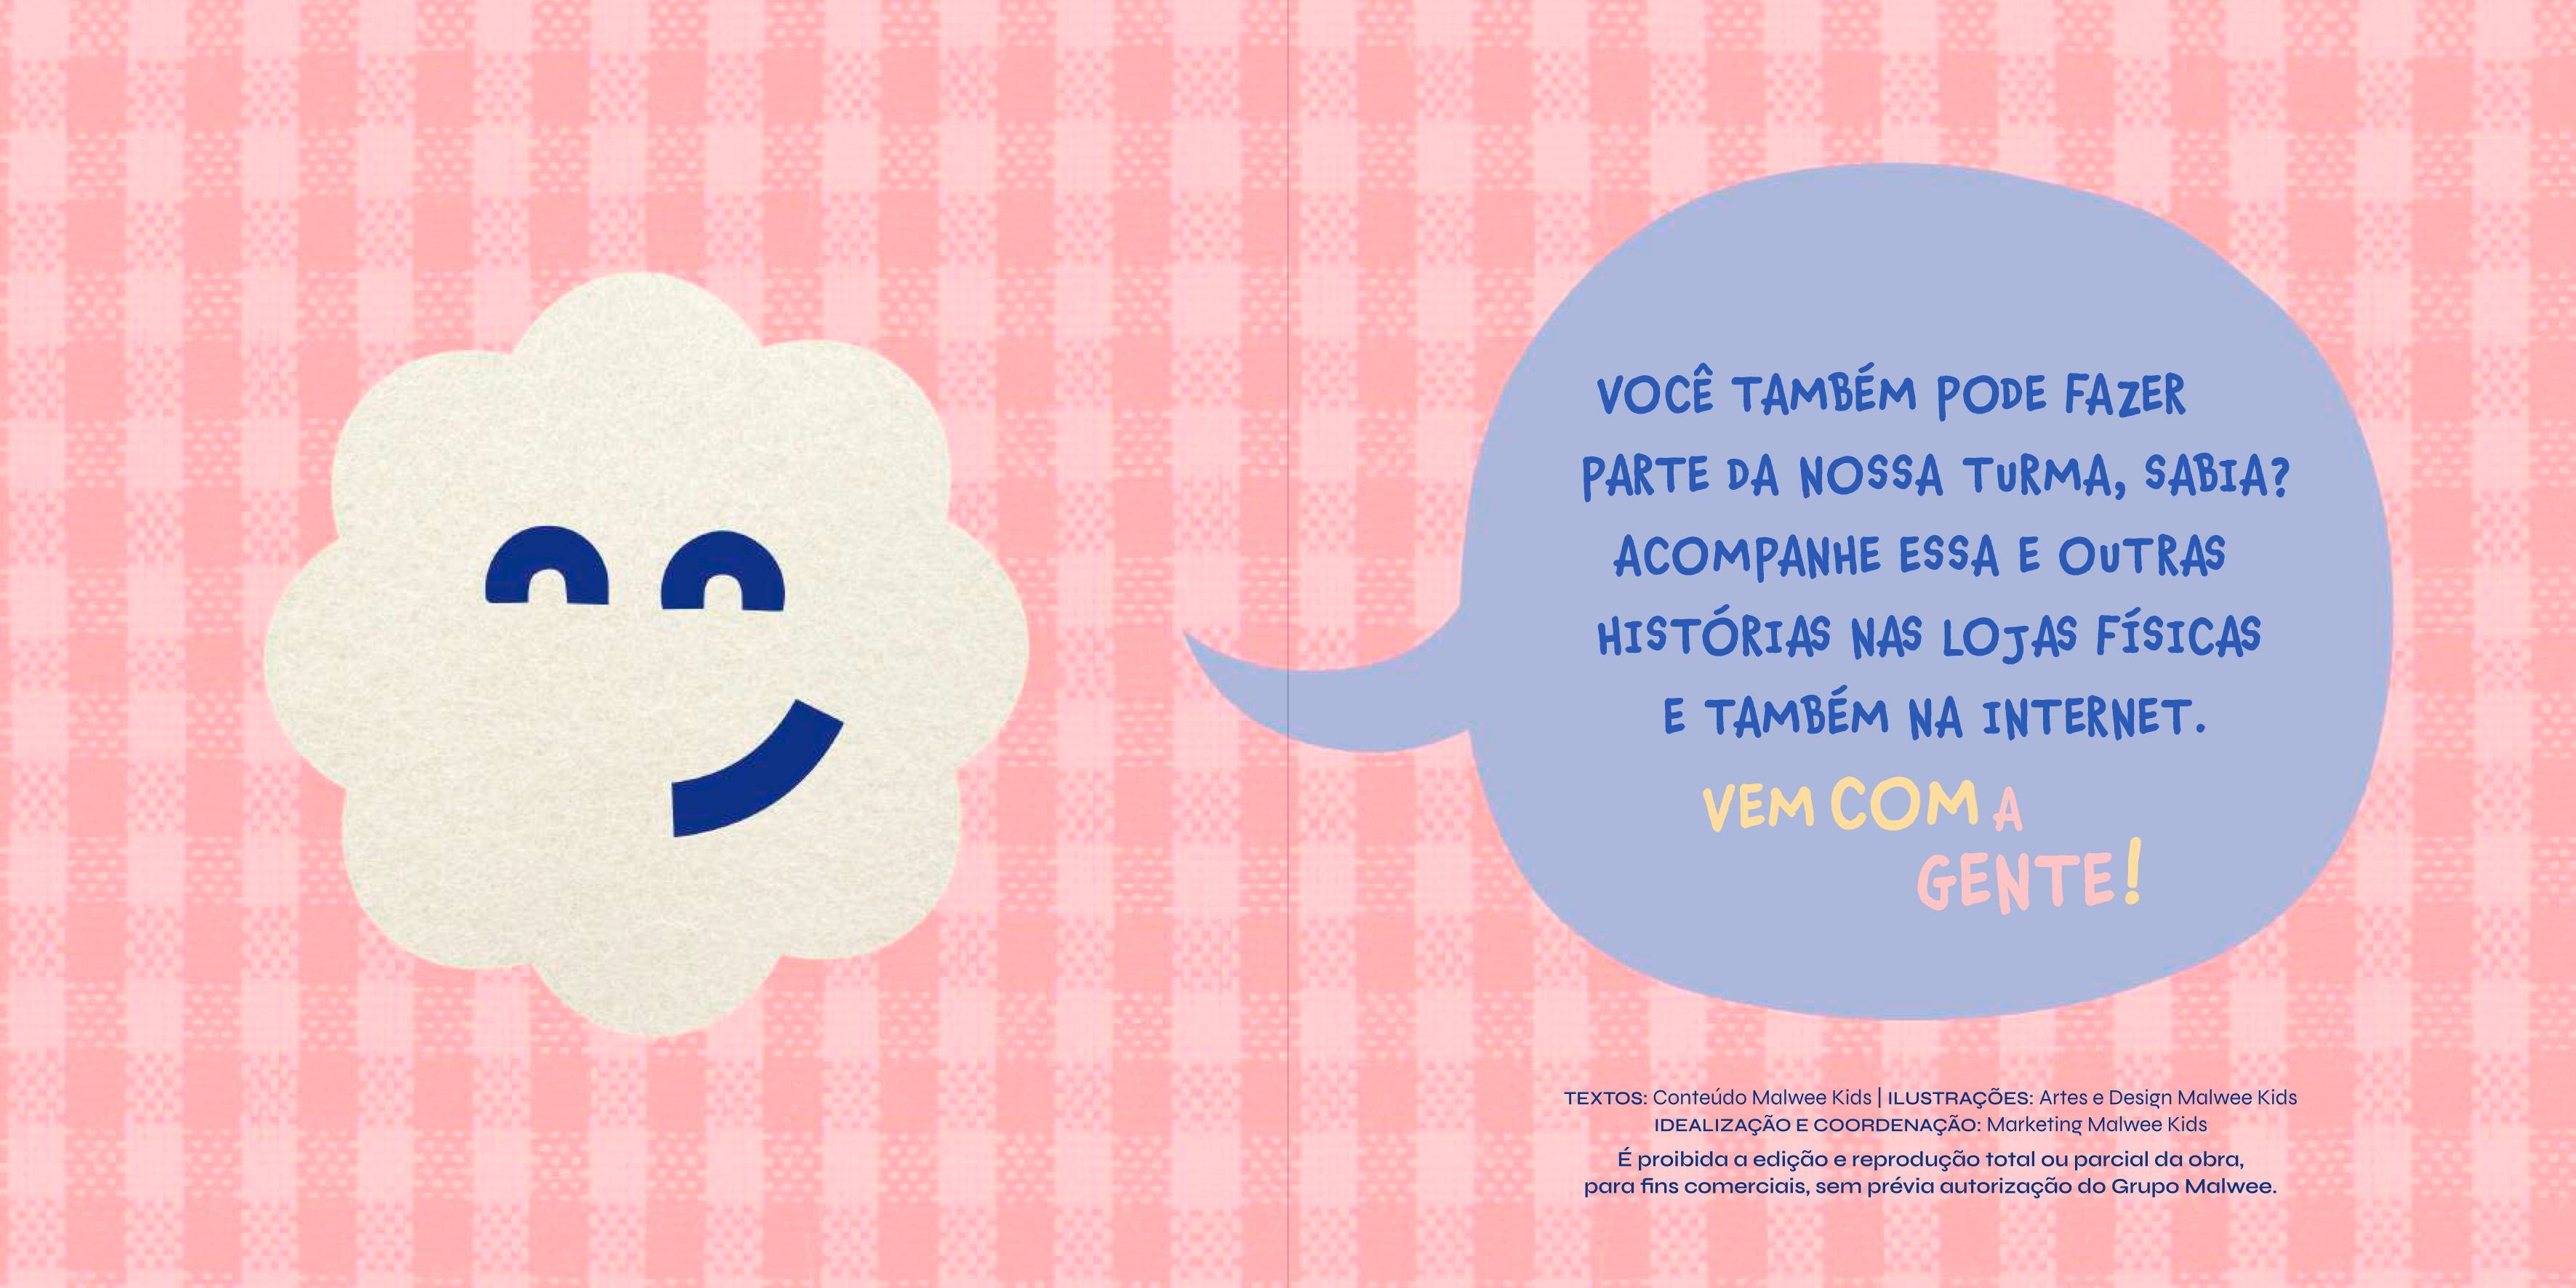 VOCÊ TAMBÉM PODE FAZER
PARTE DA NOSSA TURMA, SABIA?
ACOMPANHE ESSA E OUTRAS
HISTÓRIAS NAS LOJAS FÍSICAS
E TAMBÉM NA INTERNET.
VEM COM A
GENTE!
TEXTOS: Conteúdo Malwee Kids | ILUSTRAÇÕES: Artes e Design Malwee Kids
IDEALIZAÇÃO E COORDENAÇÃO: Marketing Malwee Kids
É proibida a edição e reprodução total ou parcial da obra,
para fins comerciais, sem prévia autorização do Grupo Malwee.